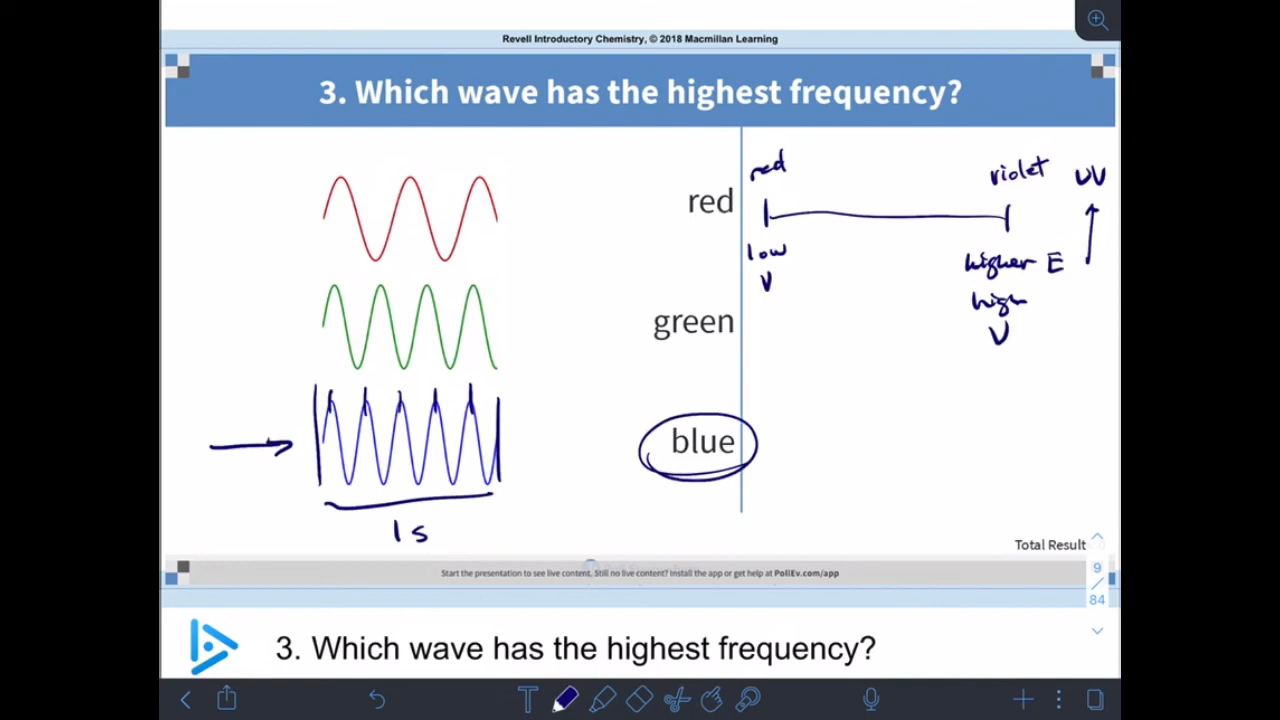 Revell Introductory Chemistry, © 2018 Macmillan Learning
3. Which wave has the highest frequency?
red
violet
UV
red
low
ν
higher E
high
ν
green
blue
1 s
Total Result
Start the presentation to see live content. Still no live content? Install the app or get help at PollEv.com/app
9
/
84
3. Which wave has the highest frequency?
T